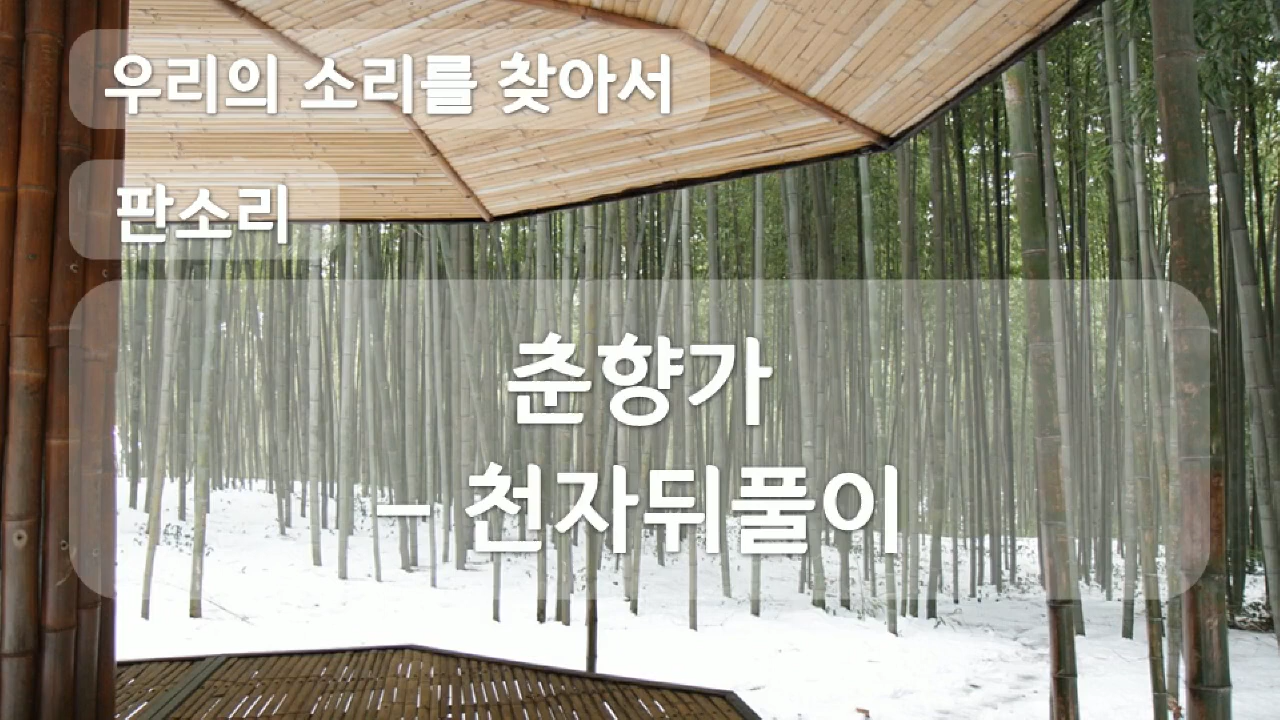 우리의 소리를 찾아서
판소리
춘향가
- 천자뒤풀이